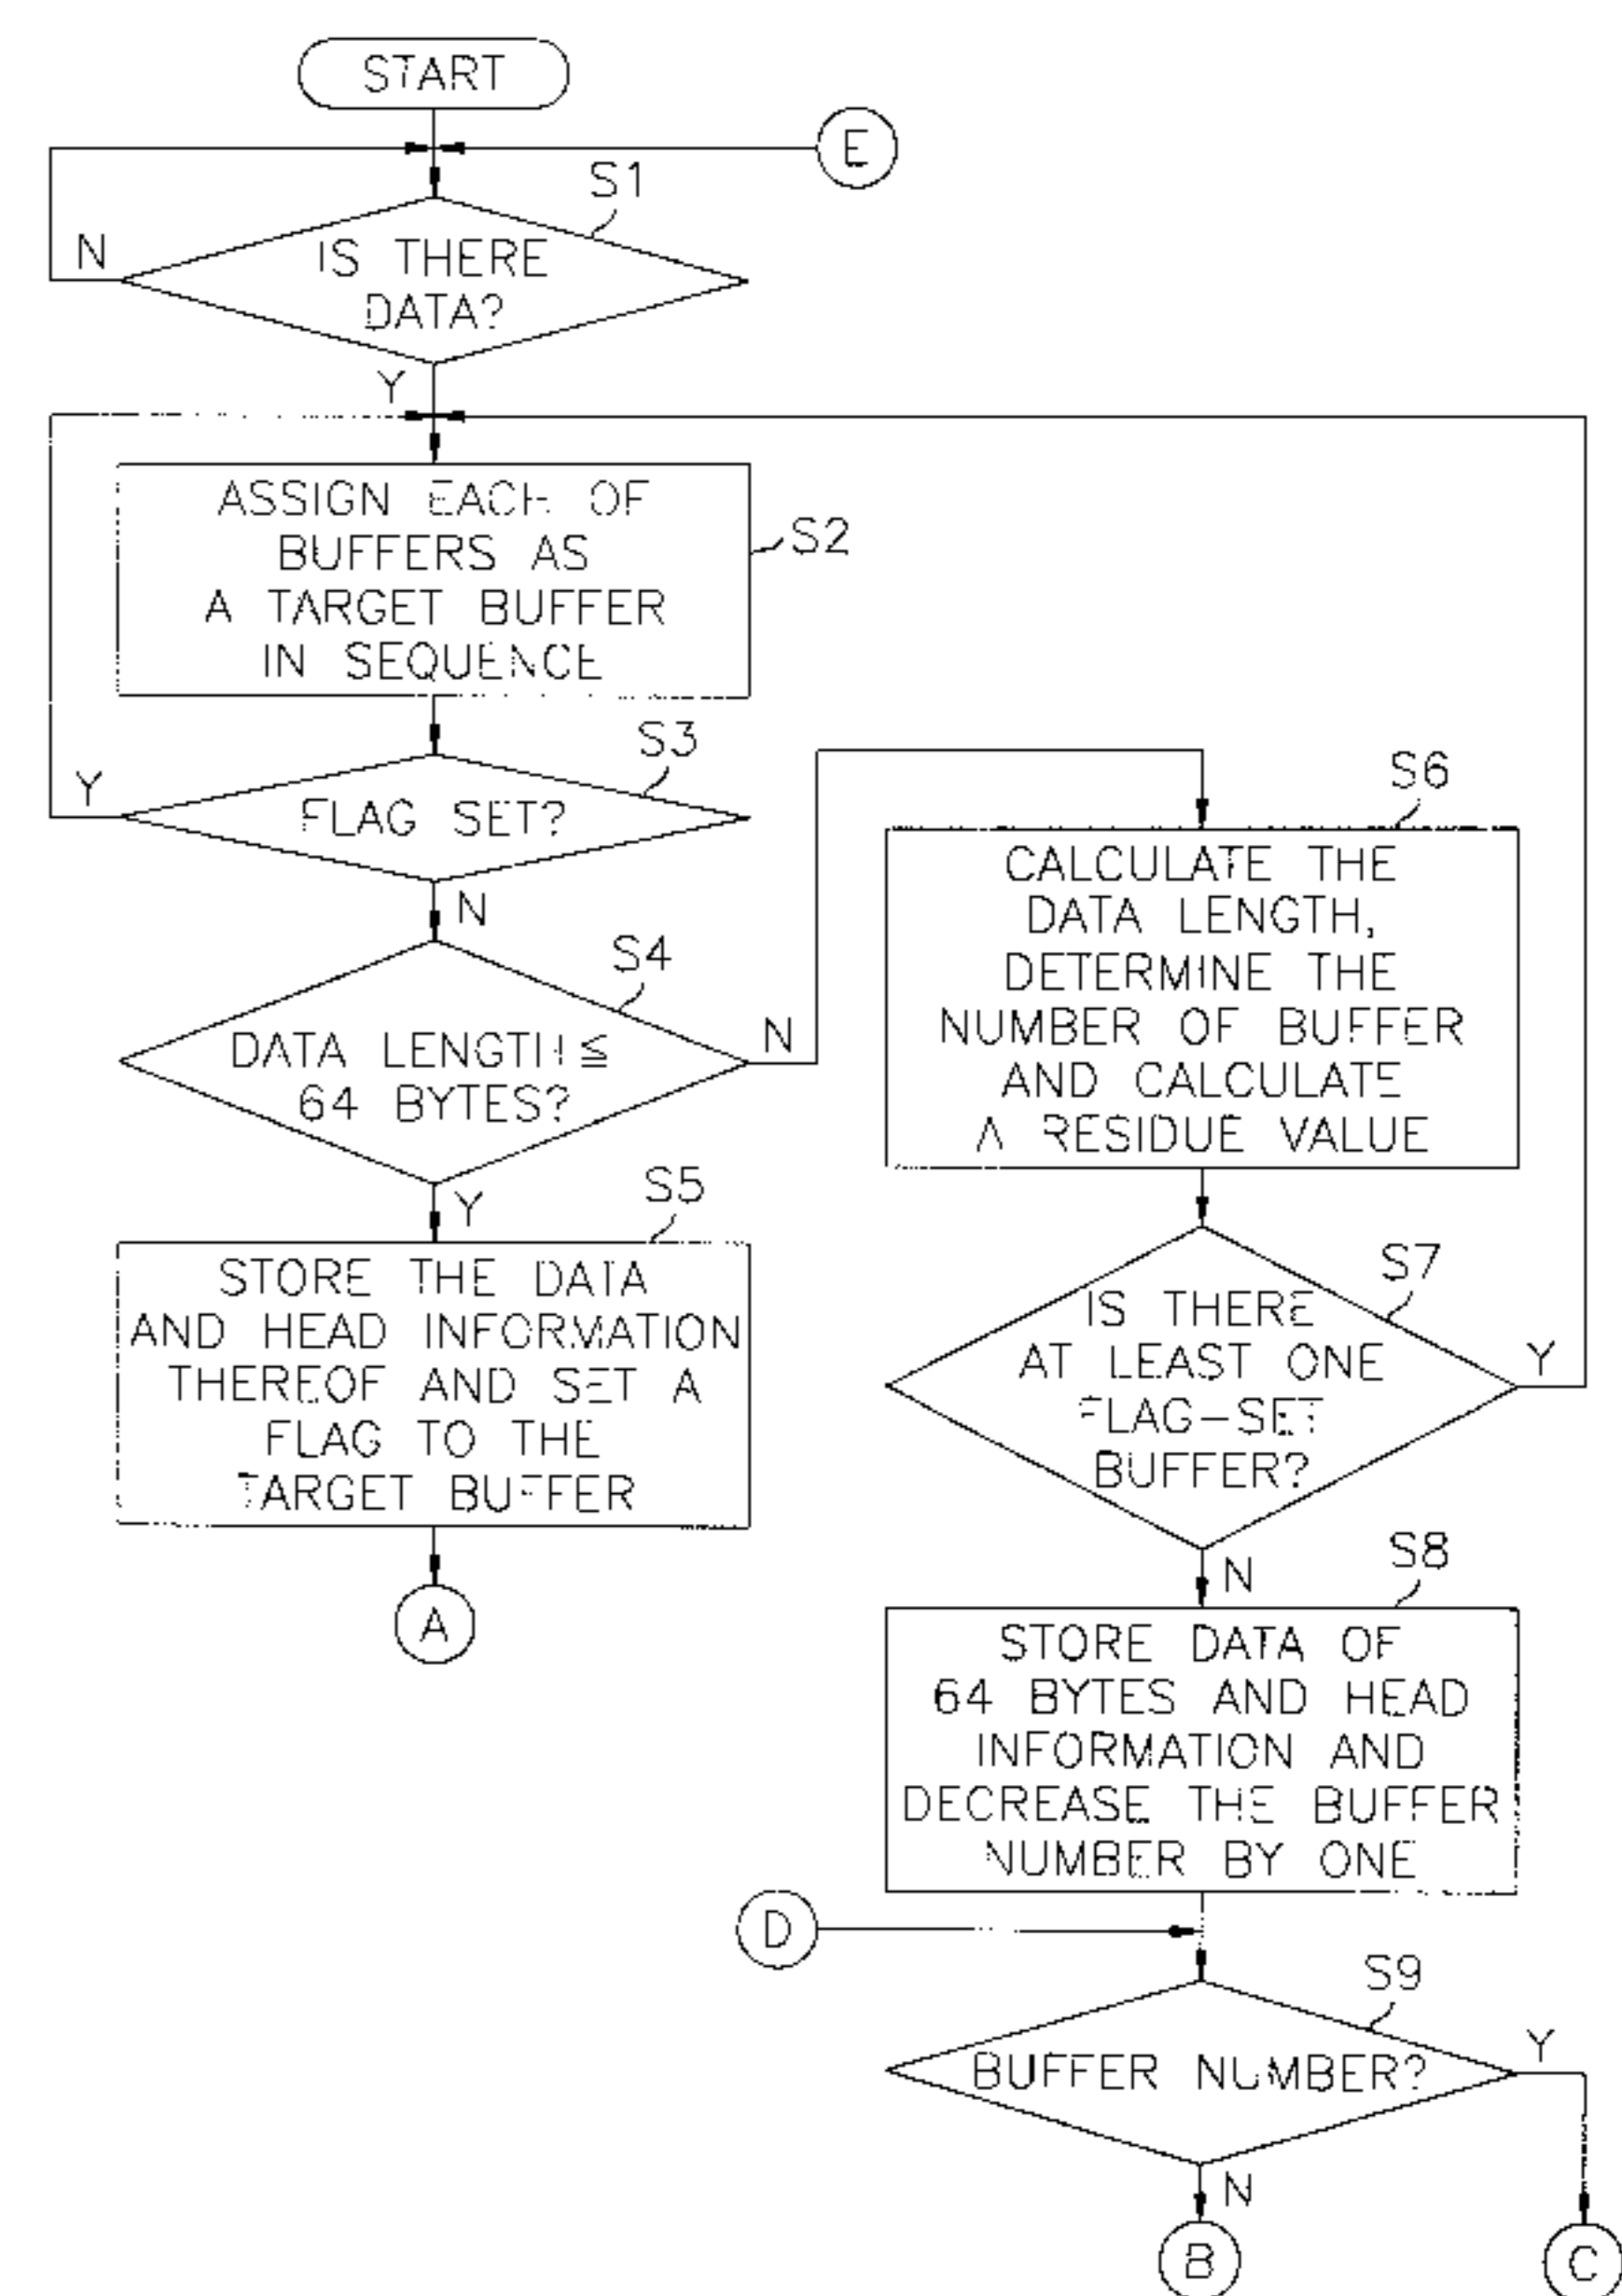 START
E
S1
N
IS THERE
DATA?
Y
ASSIGN EACH OF
BUFFERS AS
A TARGET BUFFER
IN SEQUENCE
S2
S3
Y
FLAG SET?
N
S4
DATA LENGTH≦
64 BYTES?
N
Y
S5
STORE THE DATA
AND HEAD INFORMATION
THEREOF AND SET A
FLAG TO THE
TARGET BUFFER
A
S6
CALCULATE THE
DATA LENGTH,
DETERMINE THE
NUMBER OF BUFFER
AND CALCULATE
A RESIDUE VALUE
S7
IS THERE
AT LEAST ONE
FLAG-SET
BUFFER?
Y
N
S8
STORE DATA OF
64 BYTES AND HEAD
INFORMATION AND
DECREASE THE BUFFER
NUMBER BY ONE
D
S9
BUFFER NUMBER?
Y
N
B
C